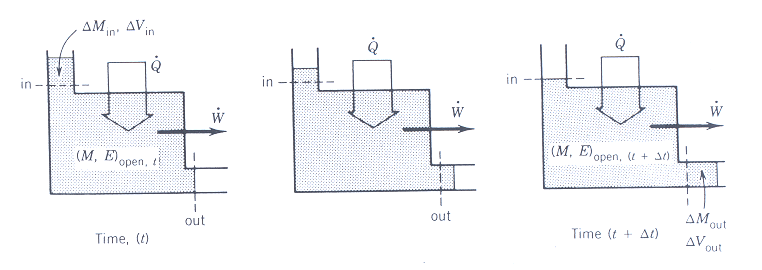 ΔM_in, ΔV_in
Q̇
in
Ẇ
(M, E)_open, t
out
Time, (t)
Q̇
in
Ẇ
out
Q̇
in
Ẇ
(M, E)_open, (t + Δt)
ΔM_out
ΔV_out
Time (t + Δt)